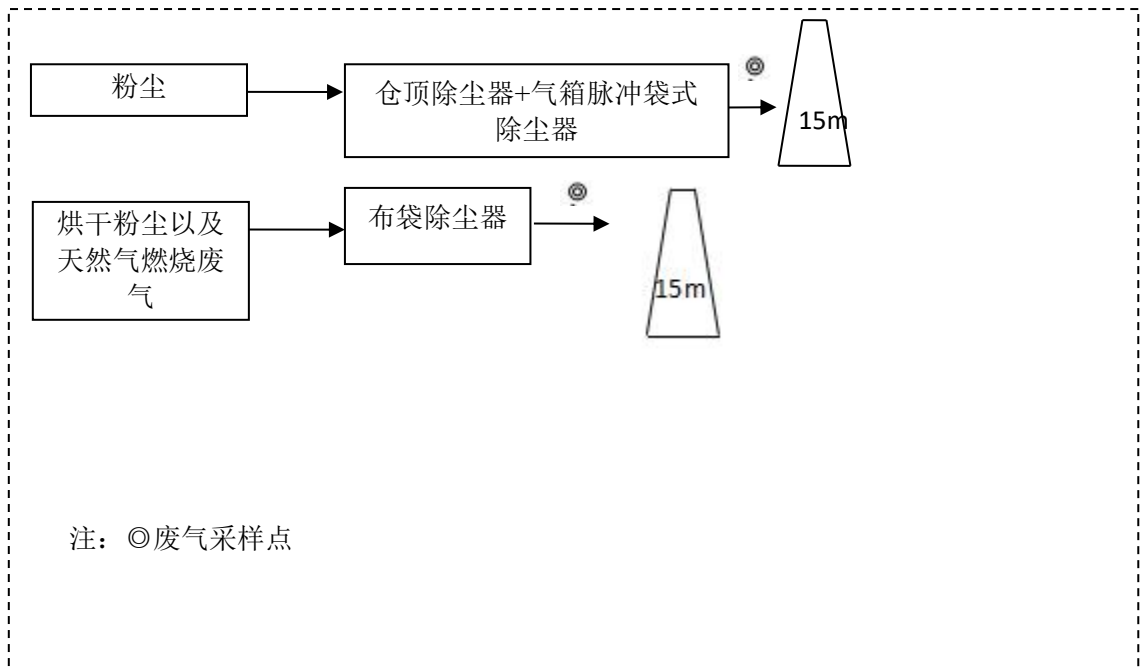 粉尘
仓顶除尘器+气箱脉冲袋式
除尘器
15m
烘干粉尘以及
天然气燃烧废
气
布袋除尘器
15m
注：◎废气采样点